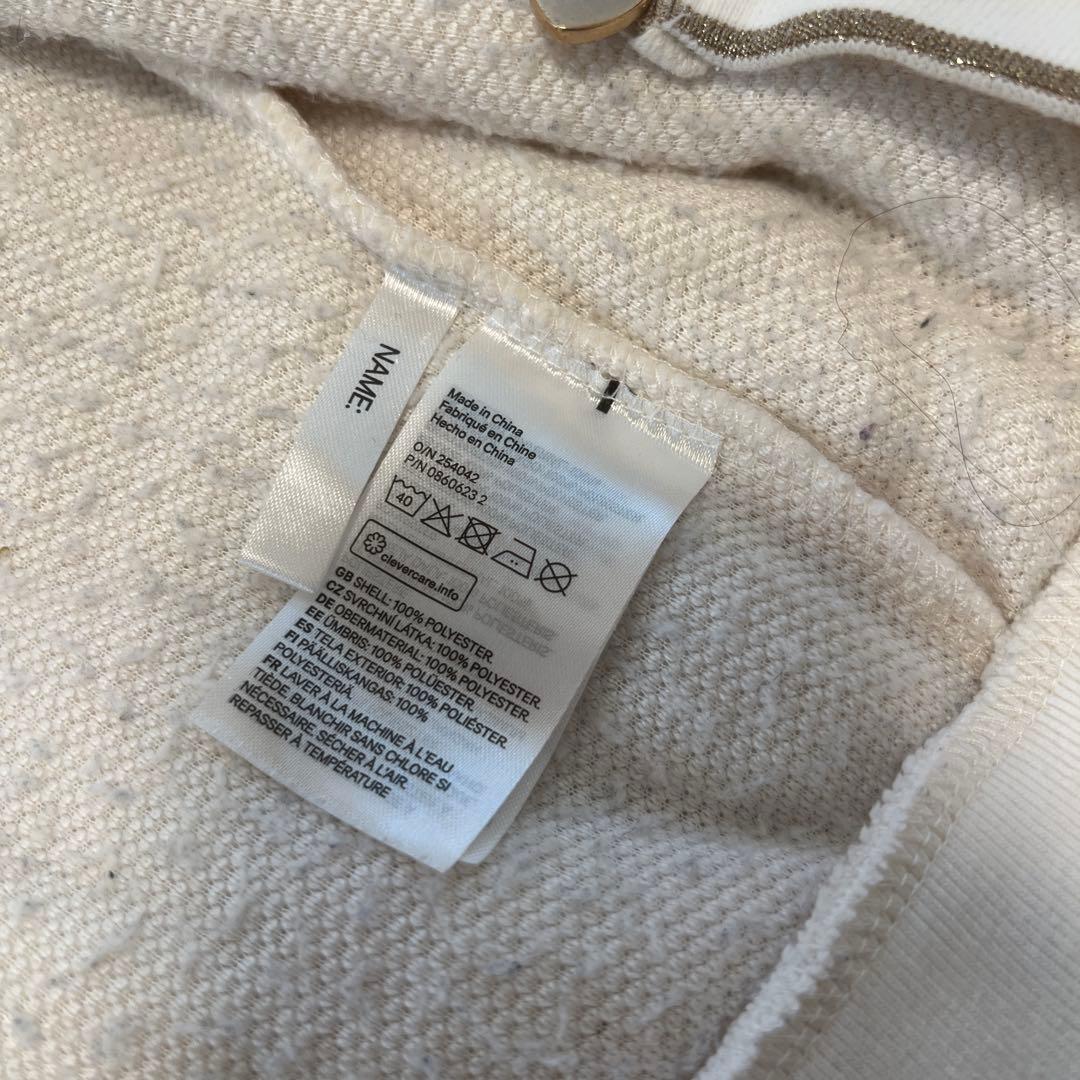 NAME:
Made in China
Fabriqué en Chine
Hecho en China
O/N 254042
P/N 0860623 2
40
clevercare.info
GB SHELL: 100% POLYESTER.
CZ SVRCHNÍ LÁTKA: 100% POLYESTER.
DE OBERMATERIAL: 100% POLYESTER.
EE ÜMBRIS: 100% POLÜESTER.
ES TELA EXTERIOR: 100% POLIÉSTER.
FI PÄÄLLISKANGAS: 100%
POLYESTERIÄ.
FR LAVER À LA MACHINE À L'EAU
TIÈDE. BLANCHIR SANS CHLORE SI
NÉCESSAIRE. SÉCHER À L'AIR.
REPASSER À TEMPÉRATURE